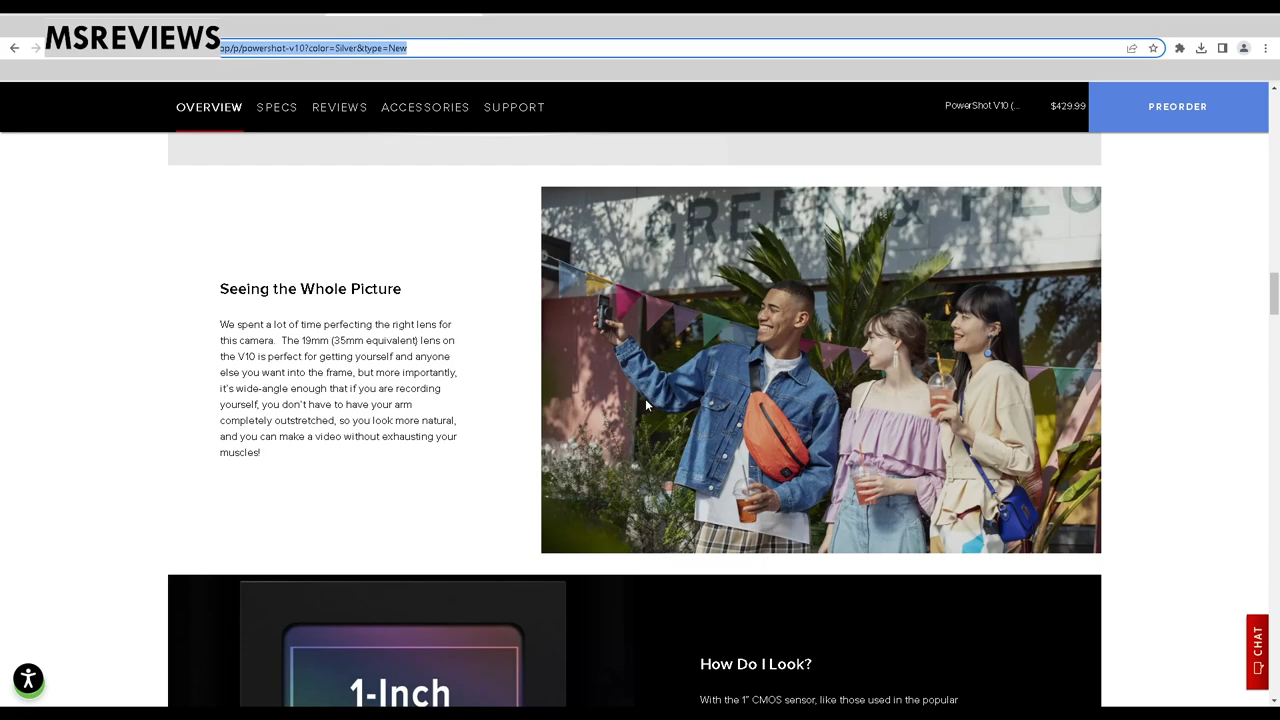 MSREVIEWS
op/p/powershot-v10?color=Silver&type=New
OVERVIEW SPECS REVIEWS ACCESSORIES SUPPORT
PowerShot V10 (... $429.99 PREORDER
GREEN &
Seeing the Whole Picture
We spent a lot of time perfecting the right lens for
this camera. The 19mm (35mm equivalent) lens on
the V10 is perfect for getting yourself and anyone
else you want into the frame, but more importantly,
it's wide-angle enough that if you are recording
yourself, you don't have to have your arm
completely outstretched, so you look more natural,
and you can make a video without exhausting your
muscles!
1-Inch
How Do I Look?
With the 1" CMOS sensor, like those used in the popular
CHAT